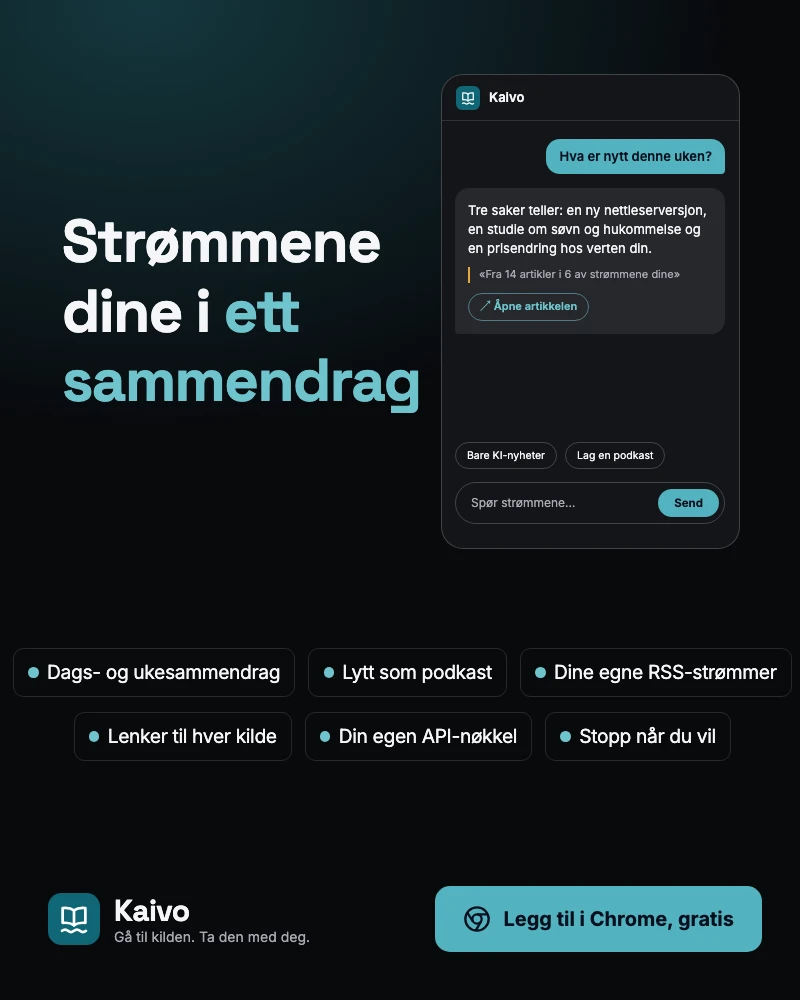 Strømmene
dine i ett
sammendrag
Kaivo
Hva er nytt denne uken?
Tre saker teller: en ny nettleserversjon,
en studie om søvn og hukommelse og
en prisendring hos verten din.
«Fra 14 artikler i 6 av strømmene dine»
↗ Åpne artikkelen
Bare KI-nyheter
Lag en podkast
Spør strømmene...
Send
Dags- og ukesammendrag
Lytt som podkast
Dine egne RSS-strømmer
Lenker til hver kilde
Din egen API-nøkkel
Stopp når du vil
Kaivo
Gå til kilden. Ta den med deg.
Legg til i Chrome, gratis